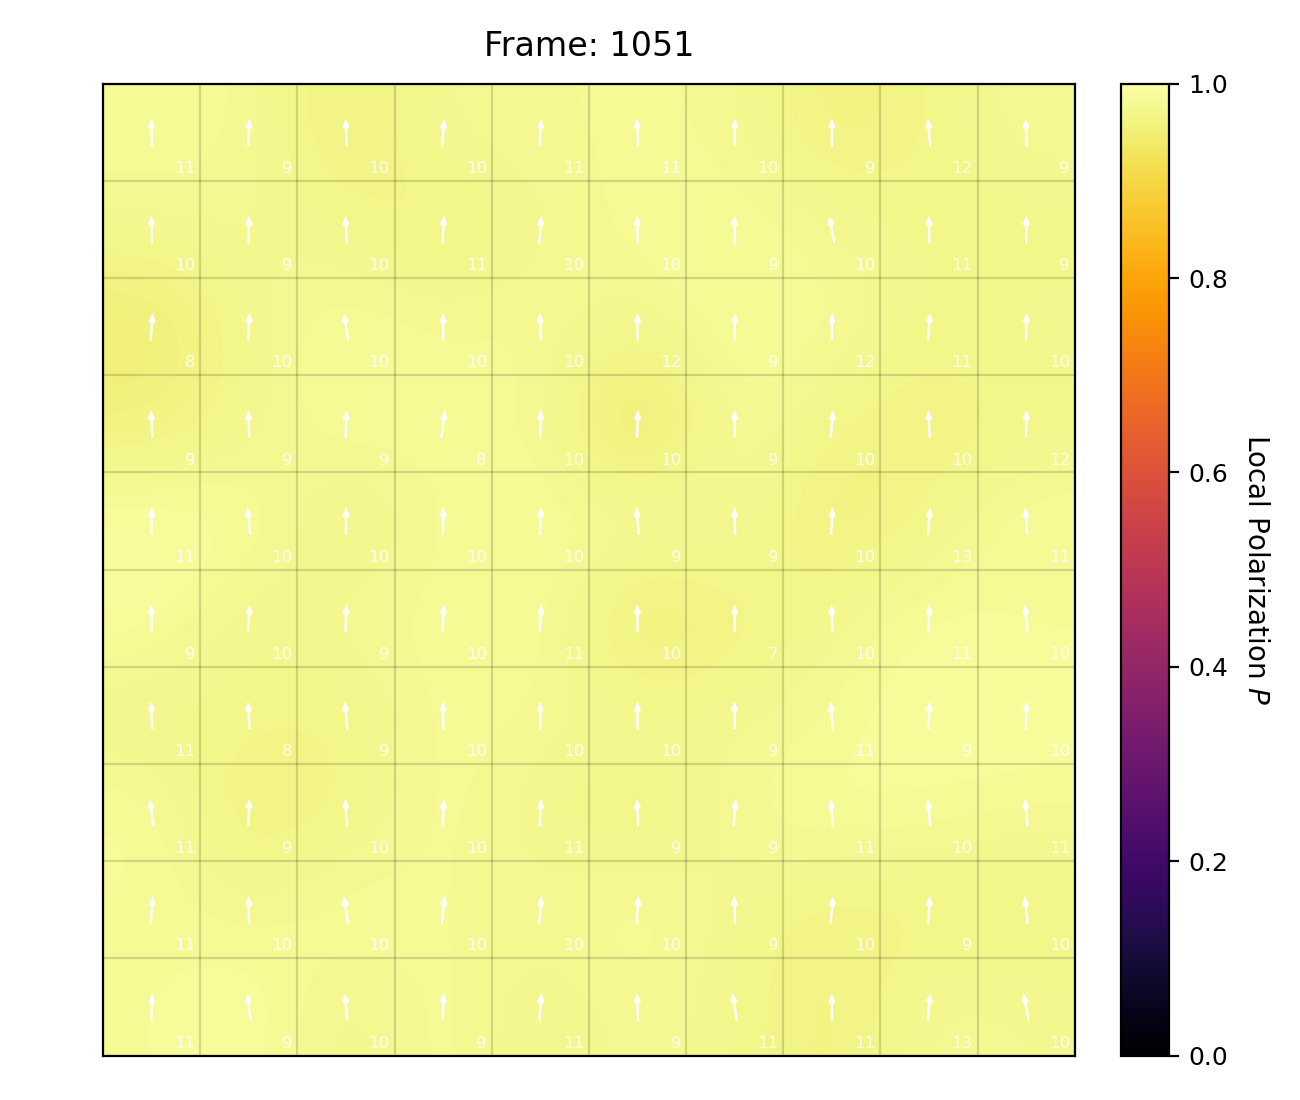 Frame: 1051
11 9 10 10 11 11 10 9 12 9
10 9 10 11 10 10 9 10 11 9
8 10 10 10 10 12 9 12 11 10
9 9 9 8 10 10 9 10 10 12
11 10 10 10 10 9 9 10 13 11
9 10 9 10 11 10 7 10 11 10
11 8 9 10 10 10 9 11 9 10
11 9 10 10 11 9 9 11 10 11
11 10 10 10 10 10 9 10 9 10
11 9 10 9 11 9 11 11 13 10
1.0
0.8
0.6
0.4
0.2
0.0
Local Polarization P